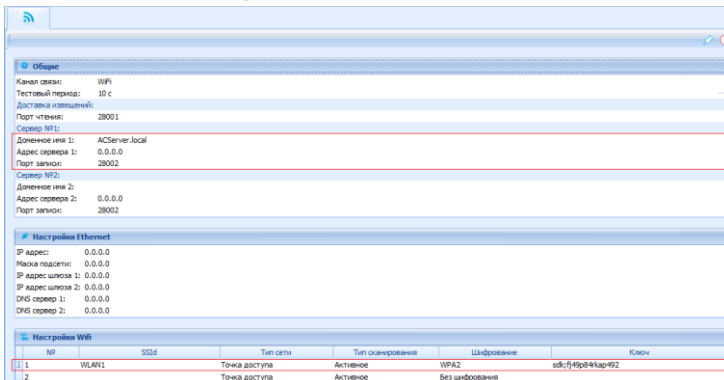 Общие
Канал связи: WiFi
Тестовый период: 10 с
Доставка извещений:
Порт чтения: 28001
Сервер №1:
Доменное имя 1: ACServer.local
Адрес сервера 1: 0.0.0.0
Порт записи: 28002
Сервер №2:
Доменное имя 2:
Адрес сервера 2: 0.0.0.0
Порт записи: 28002
Настройка Ethernet
IP адрес: 0.0.0.0
Маска подсети: 0.0.0.0
IP адрес шлюза 1: 0.0.0.0
IP адрес шлюза 2: 0.0.0.0
DNS сервер 1: 0.0.0.0
DNS сервер 2: 0.0.0.0
Настройка Wifi
№ SSId Тип сети Тип сканирования Шифрование Ключ
1 WLAN1 Точка доступа Активное WPA2 sdk;fj49p84rkap492
2 Точка доступа Активное Без шифрования